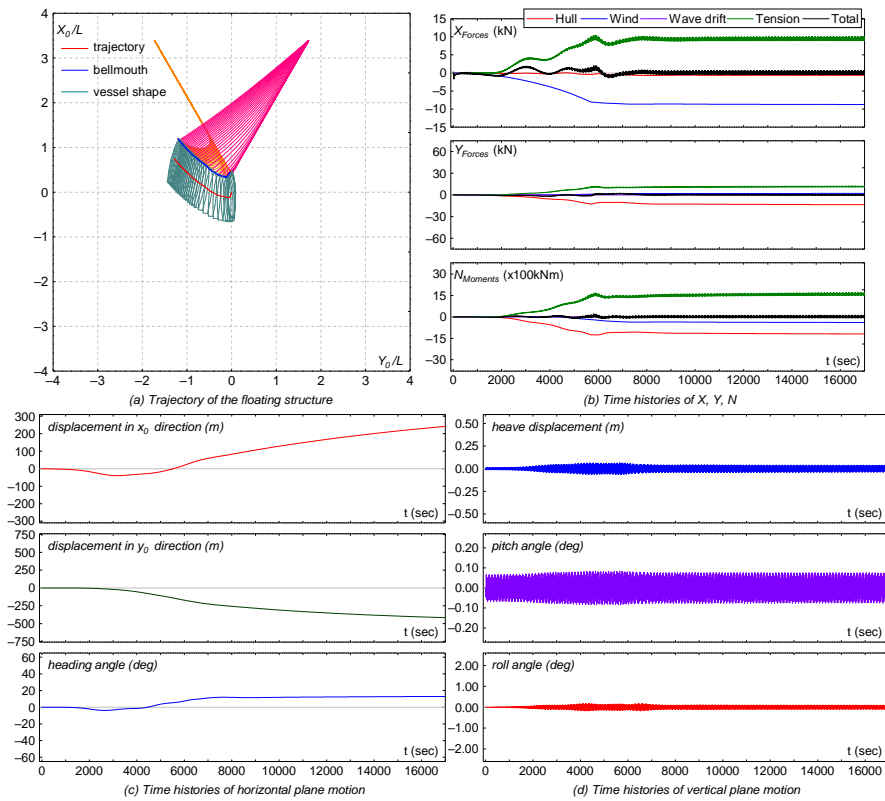 X0/L
trajectory
bellmouth
vessel shape
4
3
2
1
0
−1
−2
−3
−4
Y0/L
−4 −3 −2 −1 0 1 2 3 4
(a) Trajectory of the floating structure
Hull Wind Wave drift Tension Total
XForces (kN)
15
10
5
0
−5
−10
−15
YForces (kN)
60
30
0
−30
−60
NMoments (x100kNm)
30
15
0
−15
−30
t (sec)
0 2000 4000 6000 8000 10000 12000 14000 16000
(b) Time histories of X, Y, N
displacement in x0 direction (m)
300
200
100
0
−100
−200
−300
t (sec)
displacement in y0 direction (m)
750
500
250
0
−250
−500
−750
t (sec)
heading angle (deg)
60
40
20
0
−20
−40
−60
t (sec)
0 2000 4000 6000 8000 10000 12000 14000 16000
(c) Time histories of horizontal plane motion
heave displacement (m)
0.50
0.25
0.00
−0.25
−0.50
t (sec)
pitch angle (deg)
0.20
0.10
0.00
−0.10
−0.20
t (sec)
roll angle (deg)
2.00
1.00
0.00
−1.00
−2.00
t (sec)
0 2000 4000 6000 8000 10000 12000 14000 16000
(d) Time histories of vertical plane motion